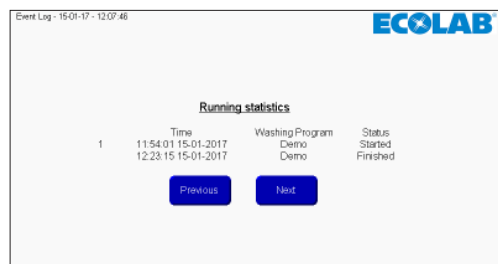 Event Log - 15-01-17 - 12:07:46
ECOLAB®
Running statistics
Time Washing Program Status
1 11:54:01 15-01-2017 Demo Started
12:23:15 15-01-2017 Demo Finished
Previous Next